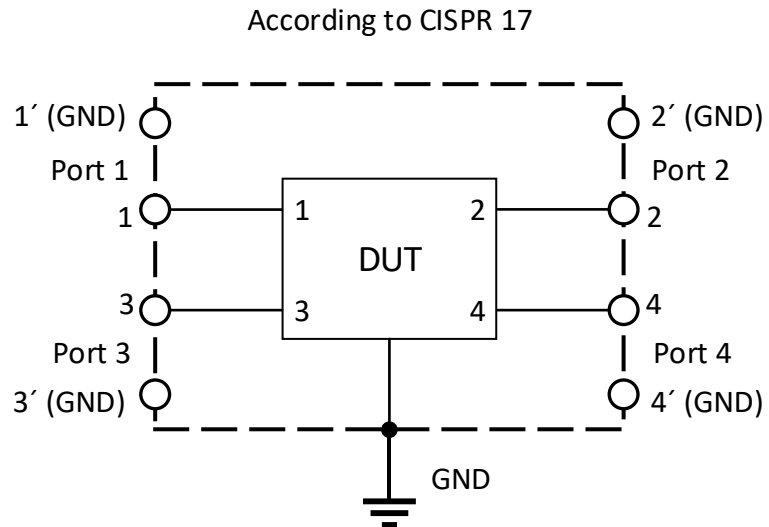 According to CISPR 17
1´ (GND)
2´ (GND)
Port 1
Port 2
1
1
2
2
DUT
3
3
4
4
Port 3
Port 4
3´ (GND)
4´ (GND)
GND